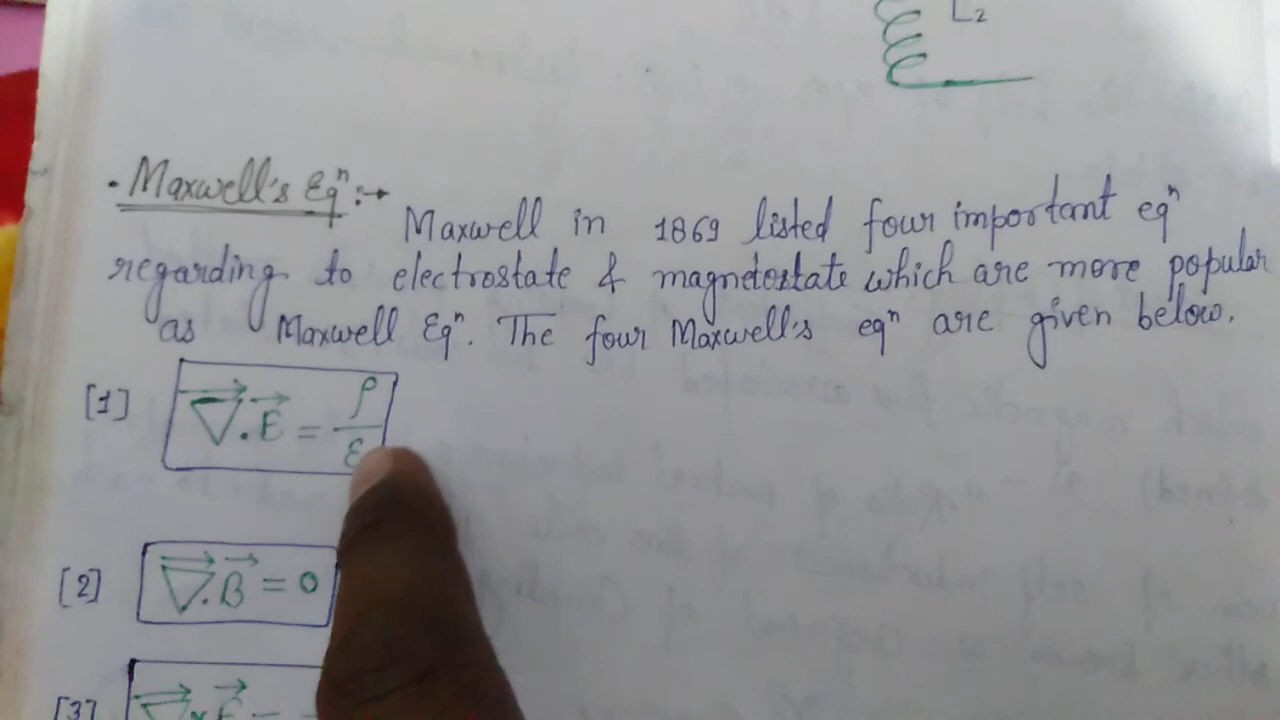 L₂
• Maxwell's Eqⁿ :→ Maxwell in 1869 listed four important eqⁿ
regarding to electrostate & magnetostate which are more popular
as Maxwell Eqⁿ. The four Maxwell's eqⁿ are given below.
[1] ∇⃗.E⃗ = ρ/ε
[2] ∇⃗.B⃗ = 0
[3] ∇⃗×E⃗ = -